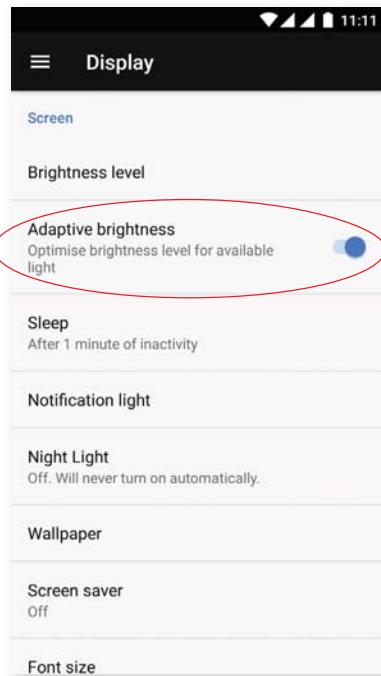 11:11
Display
Screen
Brightness level
Adaptive brightness
Optimise brightness level for available
light
Sleep
After 1 minute of inactivity
Notification light
Night Light
Off. Will never turn on automatically.
Wallpaper
Screen saver
Off
Font size